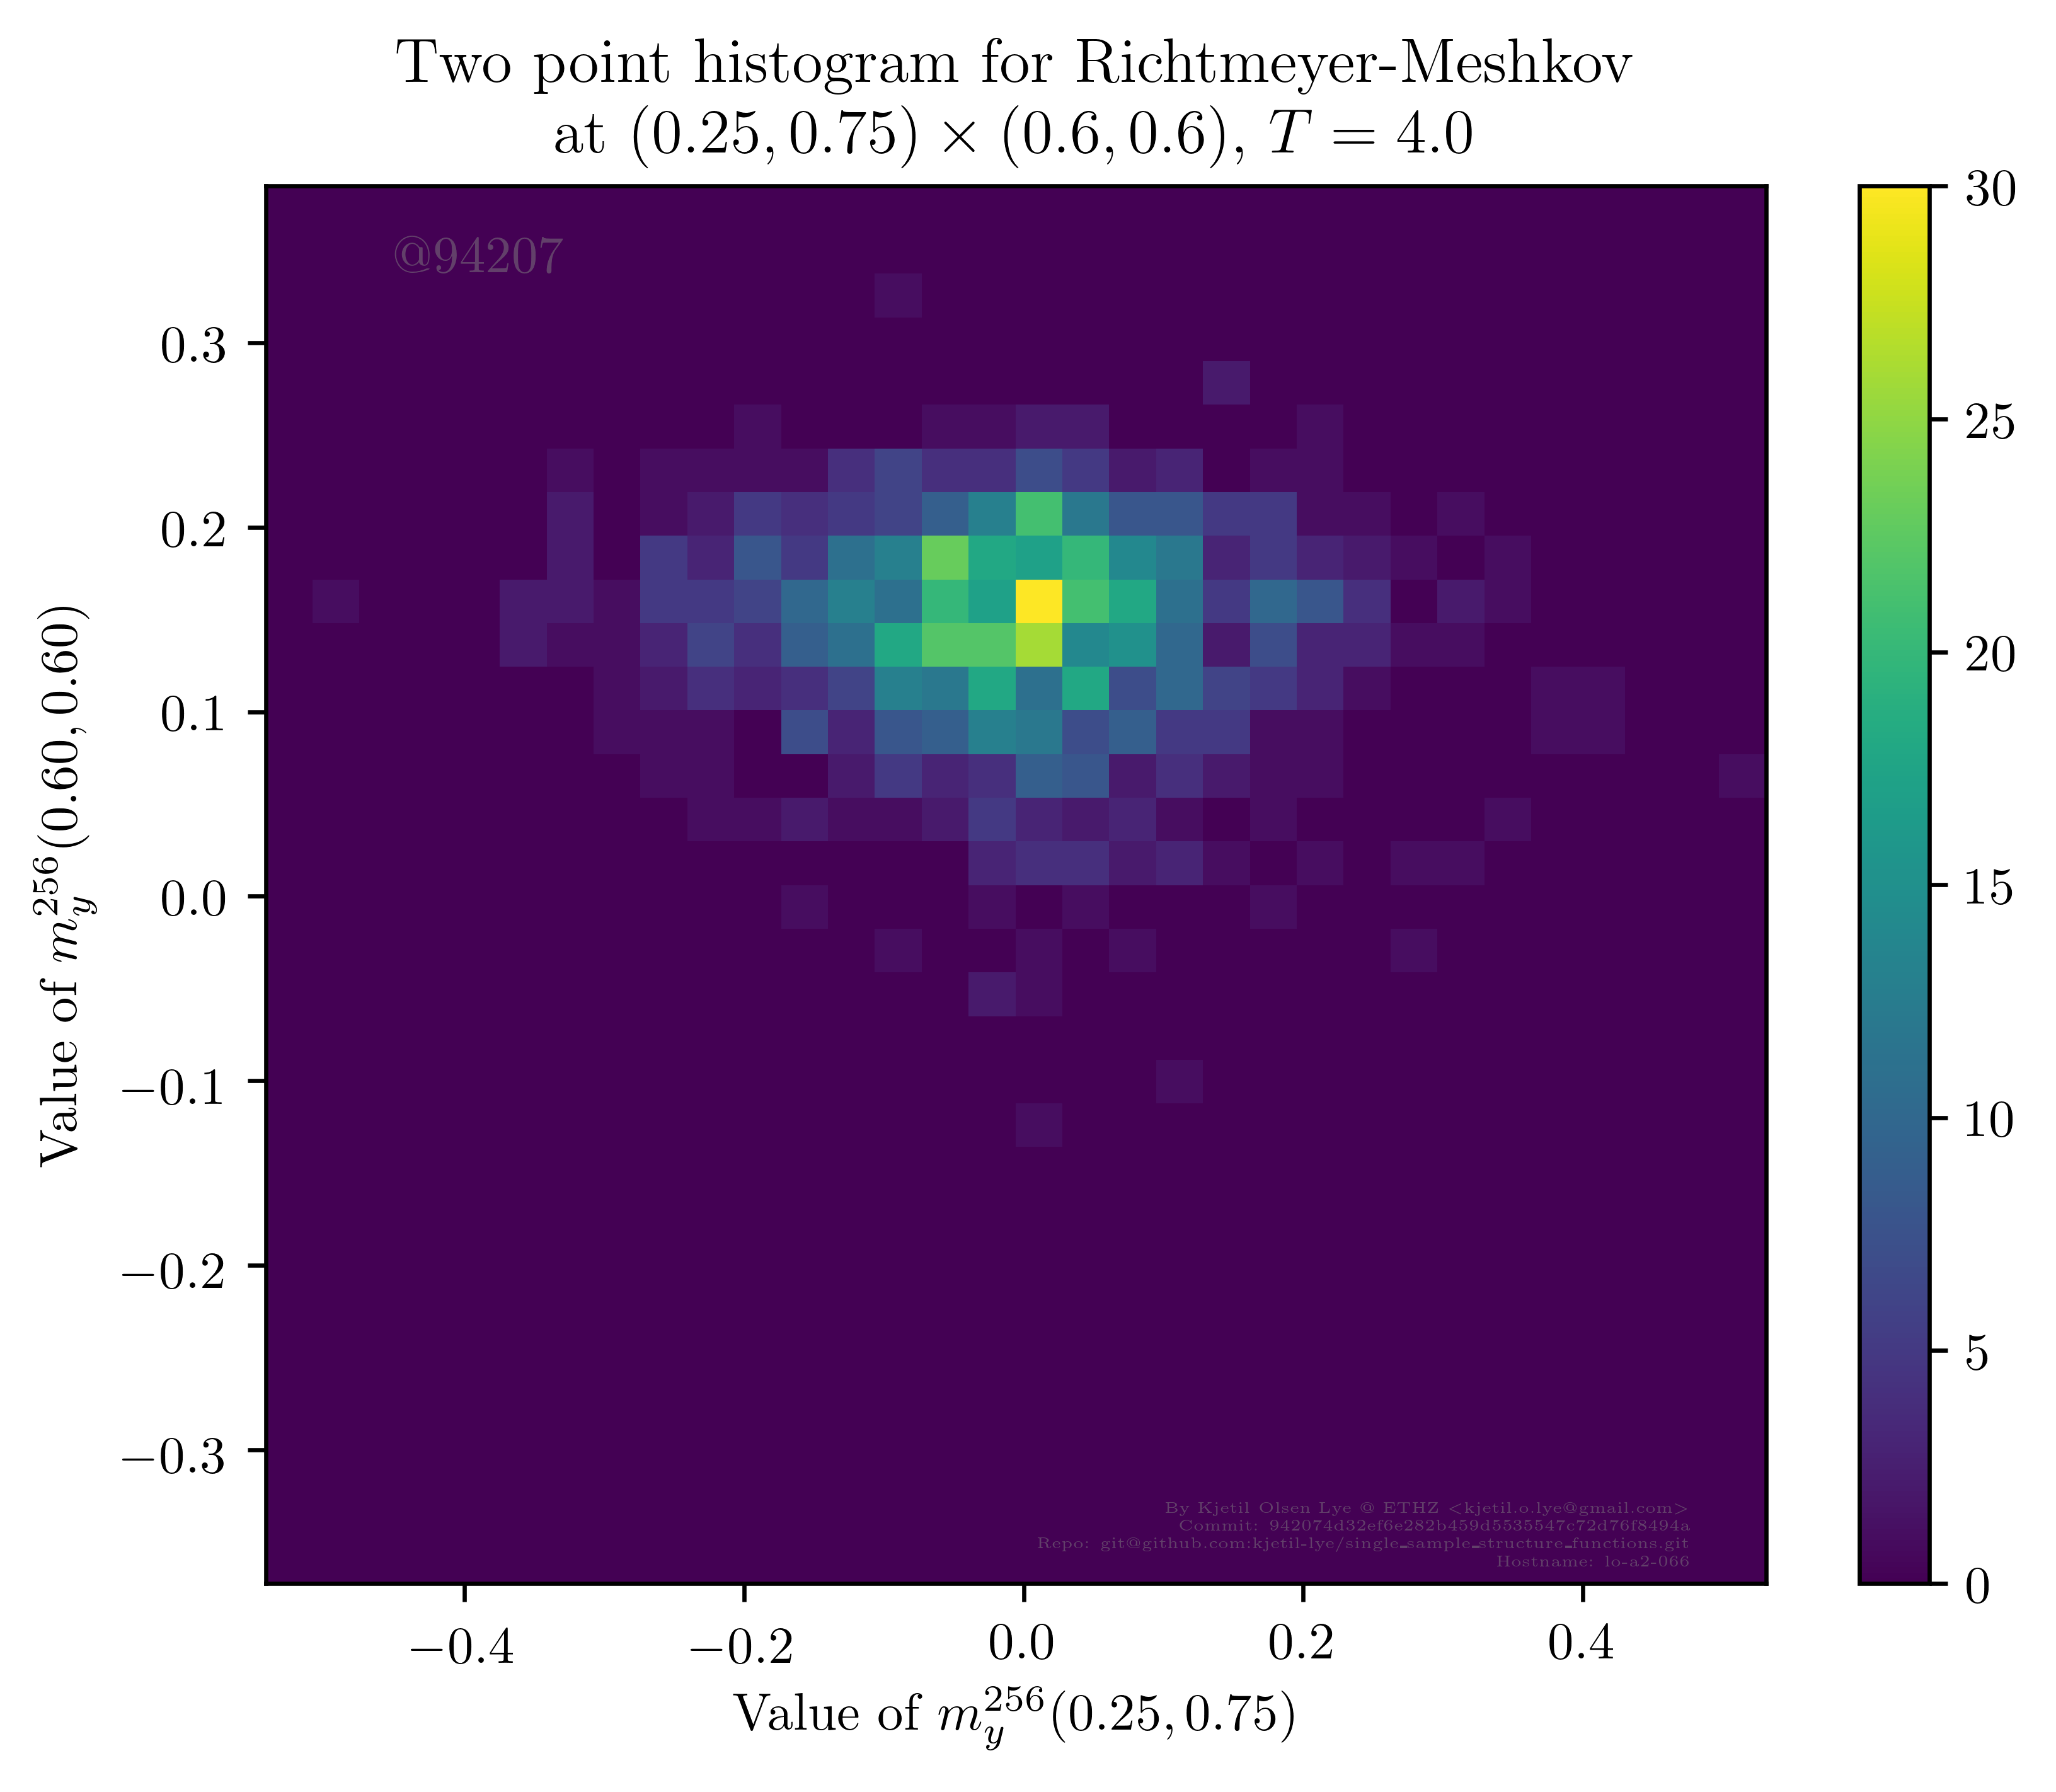 Two point histogram for Richtmeyer-Meshkov
at (0.25, 0.75) × (0.6, 0.6), T = 4.0
@94207
0.3
0.2
0.1
0.0
−0.1
−0.2
−0.3
Value of m_y^256(0.60, 0.60)
−0.4
−0.2
0.0
0.2
0.4
Value of m_y^256(0.25, 0.75)
30
25
20
15
10
5
0
By Kjetil Olsen Lye @ ETHZ <kjetil.o.lye@gmail.com>
Commit: 942074d32ef6e282b459d5535547c72d76f8494a
Repo: git@github.com:kjetil-lye/single_sample_structure_functions.git
Hostname: lo-a2-066